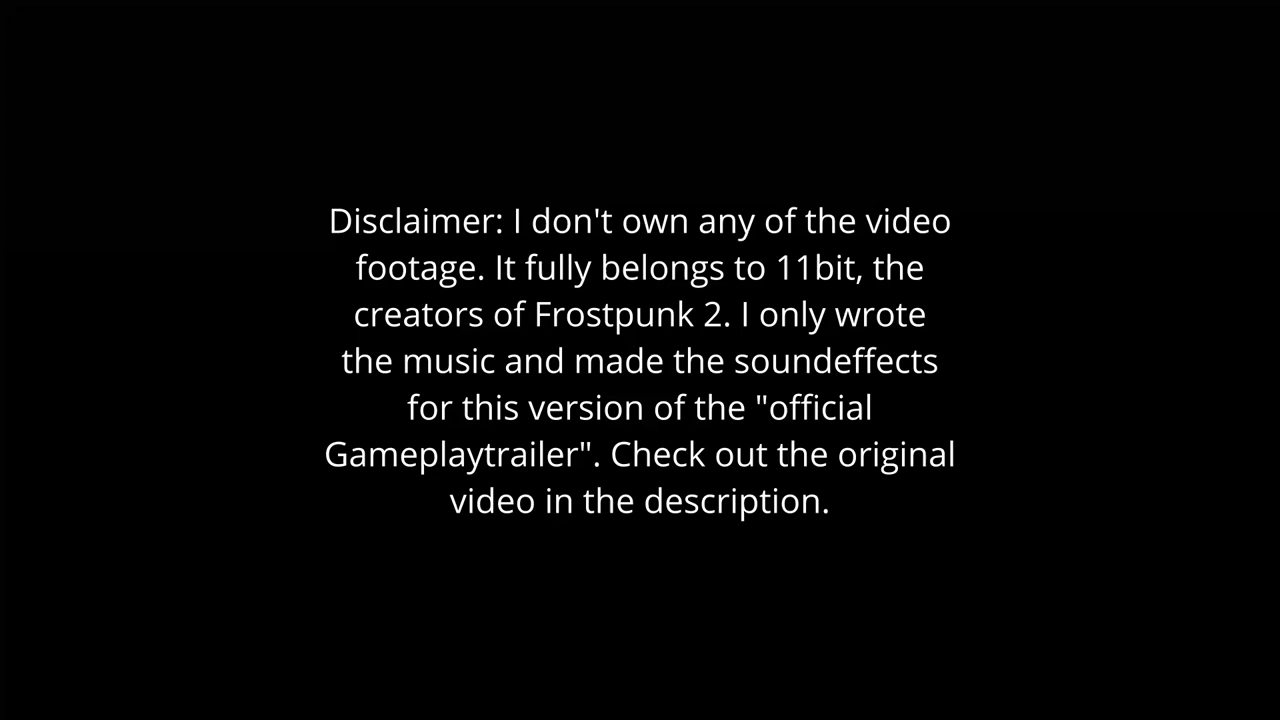 Disclaimer: I don't own any of the video
footage. It fully belongs to 11bit, the
creators of Frostpunk 2. I only wrote
the music and made the soundeffects
for this version of the "official
Gameplaytrailer". Check out the original
video in the description.